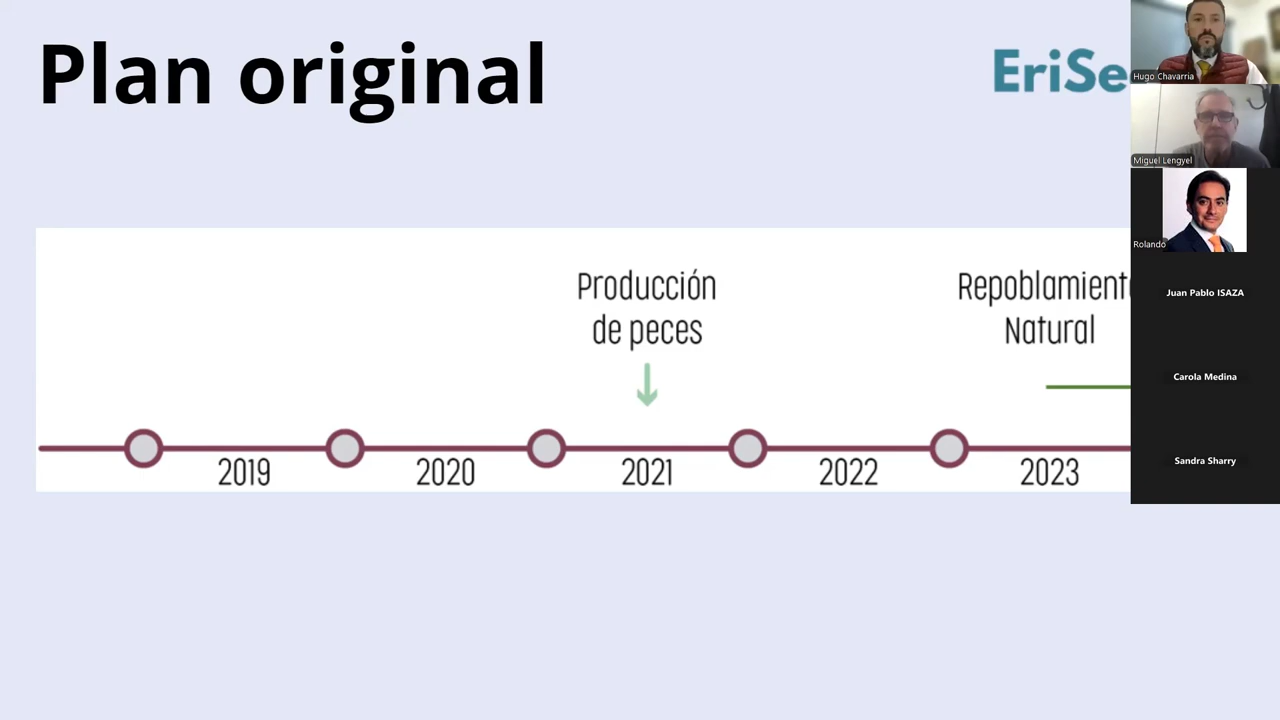 Plan original
EriSe
Hugo Chavarria
Miguel Lengyel
Rolando
Juan Pablo ISAZA
Carola Medina
Sandra Sharry
Producción
de peces
Repoblamient
Natural
2019
2020
2021
2022
2023